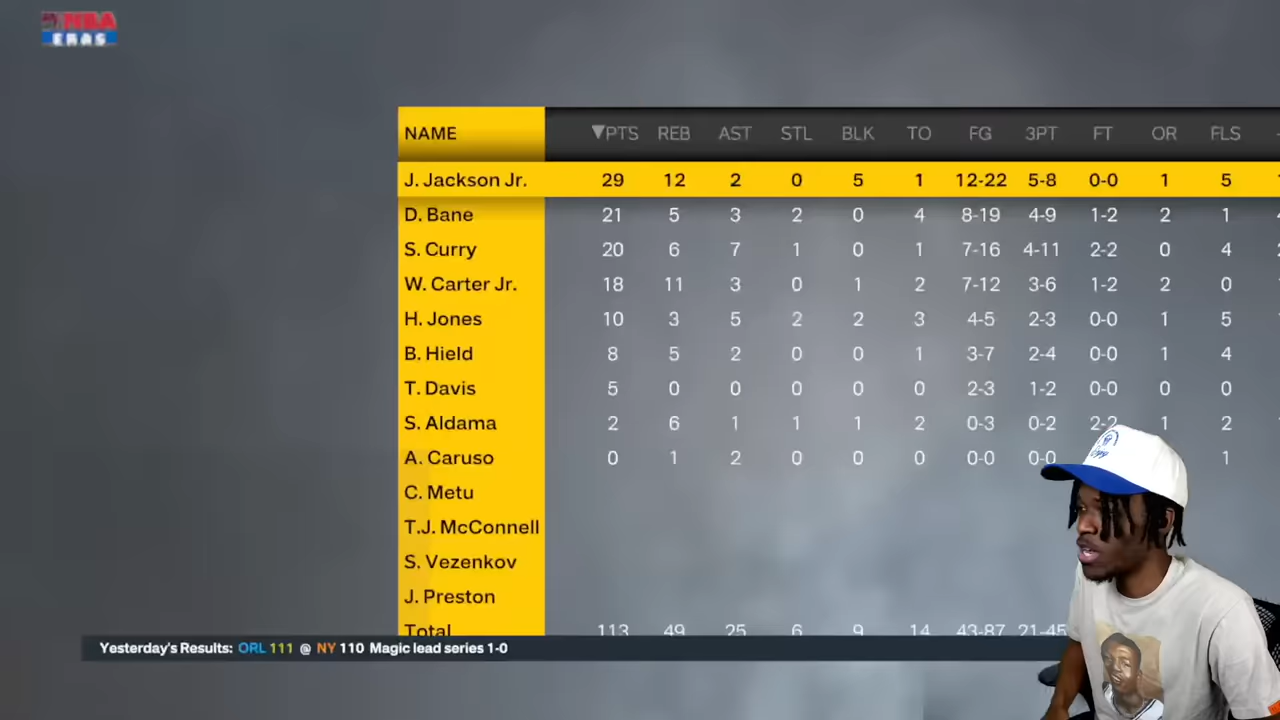 NBA
ERAS
NAME ▼PTS REB AST STL BLK TO FG 3PT FT OR FLS
J. Jackson Jr. 29 12 2 0 5 1 12-22 5-8 0-0 1 5
D. Bane 21 5 3 2 0 4 8-19 4-9 1-2 2 1
S. Curry 20 6 7 1 0 1 7-16 4-11 2-2 0 4
W. Carter Jr. 18 11 3 0 1 2 7-12 3-6 1-2 2 0
H. Jones 10 3 5 2 2 3 4-5 2-3 0-0 1 5
B. Hield 8 5 2 0 0 1 3-7 2-4 0-0 1 4
T. Davis 5 0 0 0 0 0 2-3 1-2 0-0 0 0
S. Aldama 2 6 1 1 1 2 0-3 0-2 2-2 1 2
A. Caruso 0 1 2 0 0 0 0-0 0-0 1
C. Metu
T.J. McConnell
S. Vezenkov
J. Preston
Total 113 49 25 6 9 14 43-87 21-45
Yesterday's Results: ORL 111 @ NY 110 Magic lead series 1-0